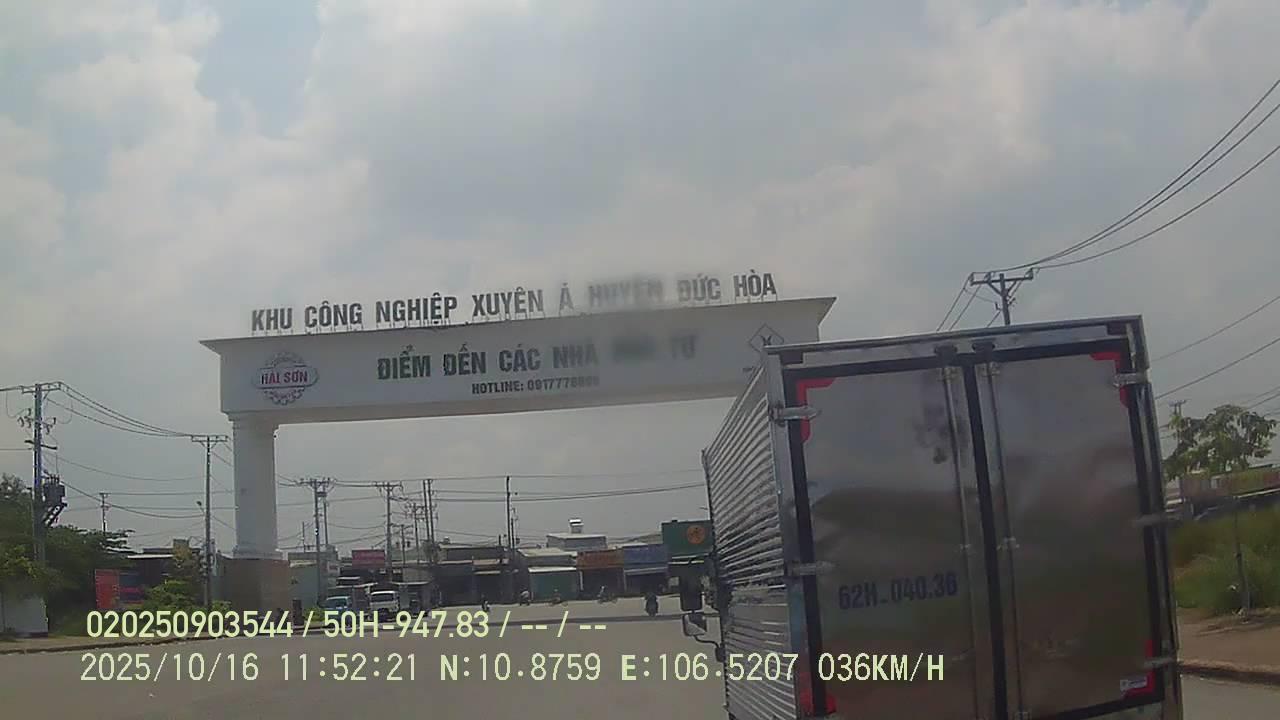 KHU CÔNG NGHIỆP XUYÊN Á HUYỆN ĐỨC HÒA
HẢI SƠN
ĐIỂM ĐẾN CÁC NHÀ TƯ
HOTLINE:
62H-040.36
020250903544 / 50H-947.83 / -- / --
2025/10/16 11:52:21 N:10.8759 E:106.5207 036KM/H